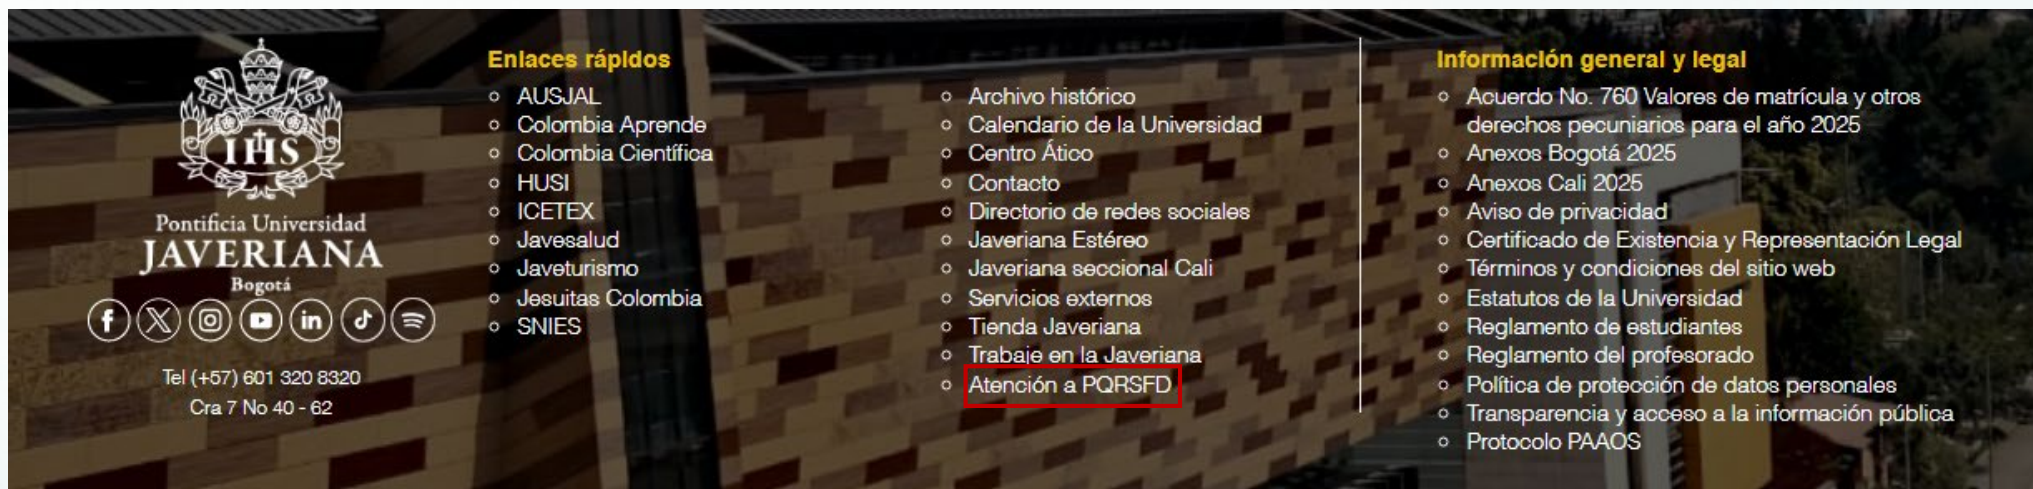 IHS
Pontificia Universidad
JAVERIANA
Bogotá
Tel (+57) 601 320 8320
Cra 7 No 40 - 62
Enlaces rápidos
AUSJAL
Colombia Aprende
Colombia Científica
HUSI
ICETEX
Javesalud
Javeturismo
Jesuitas Colombia
SNIES
Archivo histórico
Calendario de la Universidad
Centro Ático
Contacto
Directorio de redes sociales
Javeriana Estéreo
Javeriana seccional Cali
Servicios externos
Tienda Javeriana
Trabaje en la Javeriana
Atención a PQRSFD
Información general y legal
Acuerdo No. 760 Valores de matrícula y otros
derechos pecuniarios para el año 2025
Anexos Bogotá 2025
Anexos Cali 2025
Aviso de privacidad
Certificado de Existencia y Representación Legal
Términos y condiciones del sitio web
Estatutos de la Universidad
Reglamento de estudiantes
Reglamento del profesorado
Política de protección de datos personales
Transparencia y acceso a la información pública
Protocolo PAAOS